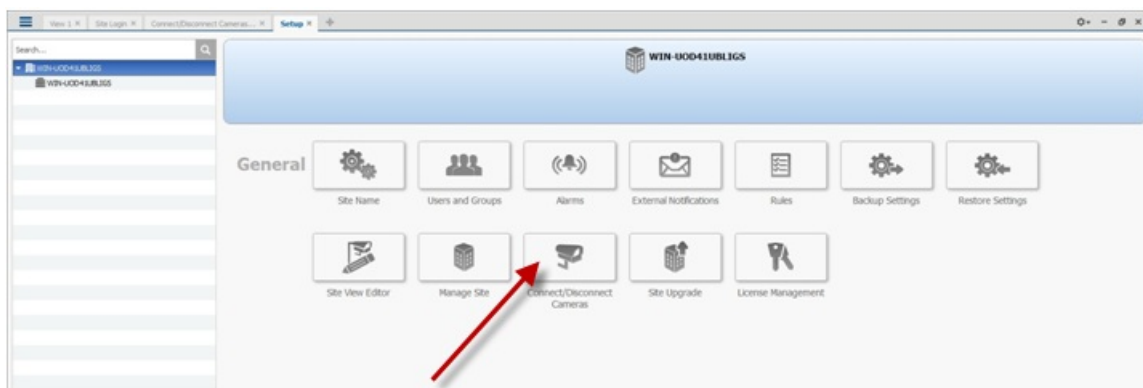 View 1 × Site Login × Connect/Disconnect Cameras... × Setup ×
Search...
WIN-UOD41UBLIGS
WIN-UOD41UBLIGS
WIN-UOD41UBLIGS
General
Site Name Users and Groups Alarms External Notifications Rules Backup Settings Restore Settings
Site View Editor Manage Site Connect/Disconnect Site Upgrade License Management
Cameras